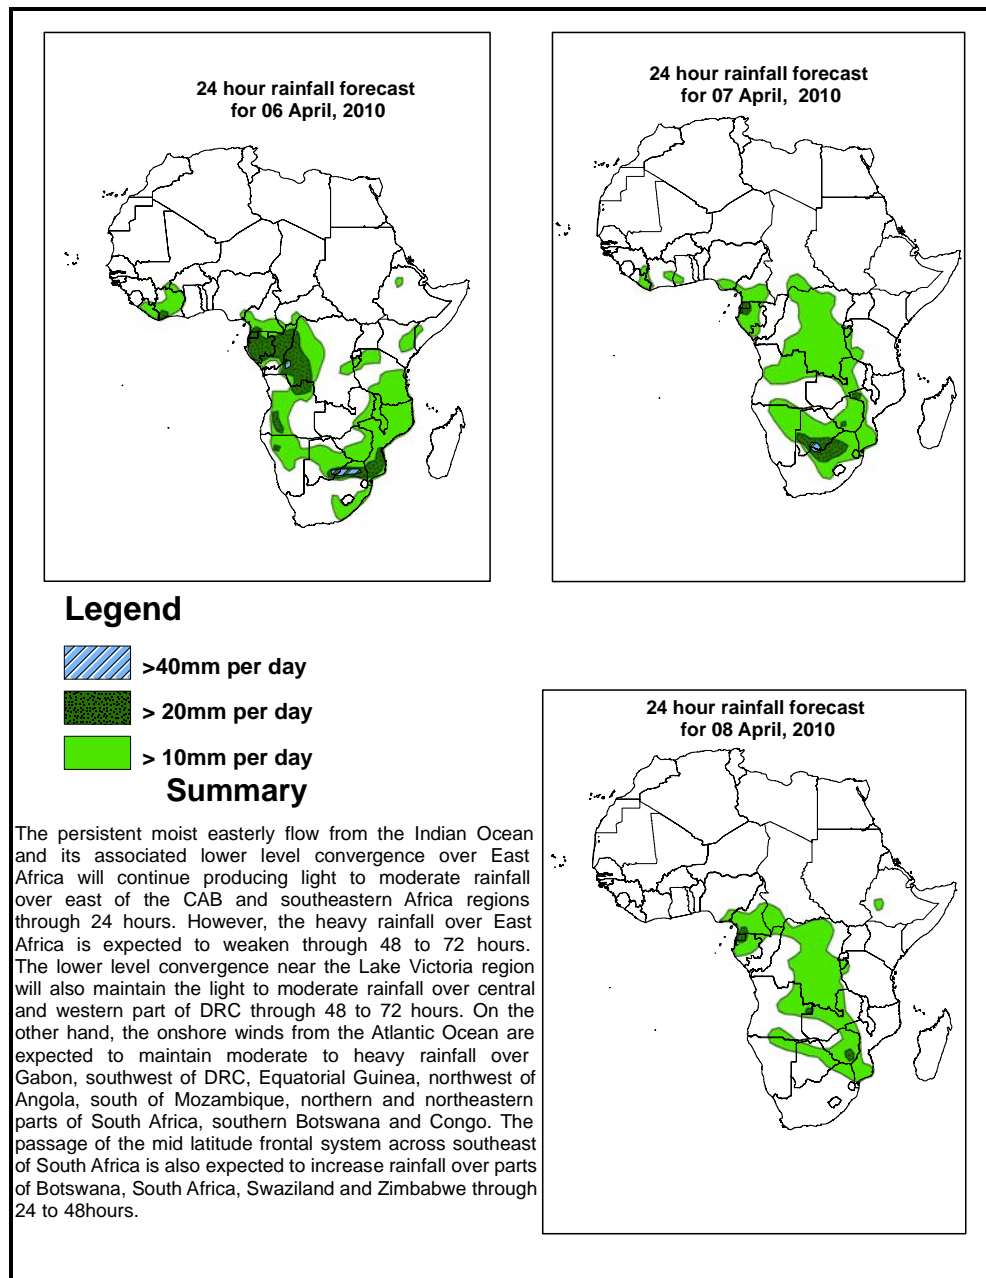 24 hour rainfall forecast
for 06 April, 2010
24 hour rainfall forecast
for 07 April, 2010
Legend
>40mm per day
> 20mm per day
> 10mm per day
Summary
The persistent moist easterly flow from the Indian Ocean
and its associated lower level convergence over East
Africa will continue producing light to moderate rainfall
over east of the CAB and southeastern Africa regions
through 24 hours. However, the heavy rainfall over East
Africa is expected to weaken through 48 to 72 hours.
The lower level convergence near the Lake Victoria region
will also maintain the light to moderate rainfall over central
and western part of DRC through 48 to 72 hours. On the
other hand, the onshore winds from the Atlantic Ocean are
expected to maintain moderate to heavy rainfall over
Gabon, southwest of DRC, Equatorial Guinea, northwest of
Angola, south of Mozambique, northern and northeastern
parts of South Africa, southern Botswana and Congo. The
passage of the mid latitude frontal system across southeast
of South Africa is also expected to increase rainfall over parts
of Botswana, South Africa, Swaziland and Zimbabwe through
24 to 48hours.
24 hour rainfall forecast
for 08 April, 2010